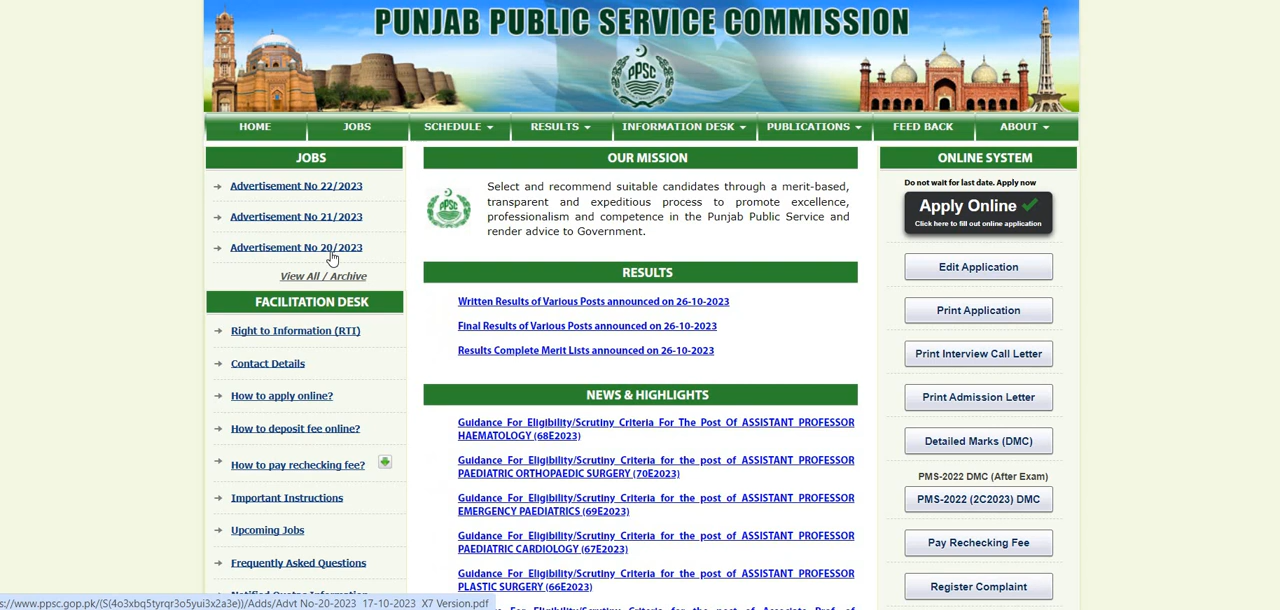 PUNJAB PUBLIC SERVICE COMMISSION
PPSC
HOME
JOBS
SCHEDULE
RESULTS
INFORMATION DESK
PUBLICATIONS
FEED BACK
ABOUT
JOBS
Advertisement No 22/2023
Advertisement No 21/2023
Advertisement No 20/2023
View All / Archive
FACILITATION DESK
Right to Information (RTI)
Contact Details
How to apply online?
How to deposit fee online?
How to pay rechecking fee?
Important Instructions
Upcoming Jobs
Frequently Asked Questions
OUR MISSION
Select and recommend suitable candidates through a merit-based,
transparent and expeditious process to promote excellence,
professionalism and competence in the Punjab Public Service and
render advice to Government.
RESULTS
Written Results of Various Posts announced on 26-10-2023
Final Results of Various Posts announced on 26-10-2023
Results Complete Merit Lists announced on 26-10-2023
NEWS & HIGHLIGHTS
Guidance For Eligibility/Scrutiny Criteria For The Post Of ASSISTANT PROFESSOR
HAEMATOLOGY (68E2023)
Guidance For Eligibility/Scrutiny Criteria for the post of ASSISTANT PROFESSOR
PAEDIATRIC ORTHOPAEDIC SURGERY (70E2023)
Guidance For Eligibility/Scrutiny Criteria for the post of ASSISTANT PROFESSOR
EMERGENCY PAEDIATRICS (69E2023)
Guidance For Eligibility/Scrutiny Criteria for the post of ASSISTANT PROFESSOR
PAEDIATRIC CARDIOLOGY (67E2023)
Guidance For Eligibility/Scrutiny Criteria for the post of ASSISTANT PROFESSOR
PLASTIC SURGERY (66E2023)
ONLINE SYSTEM
Do not wait for last date. Apply now
Apply Online
Click here to fill out online application
Edit Application
Print Application
Print Interview Call Letter
Print Admission Letter
Detailed Marks (DMC)
PMS-2022 DMC (After Exam)
PMS-2022 (2C2023) DMC
Pay Rechecking Fee
Register Complaint
s://www.ppsc.gop.pk/(S(4o3xbq5tyrqr3o5yui3x2a3e))/Adds/Advt No-20-2023 17-10-2023 X7 Version.pdf